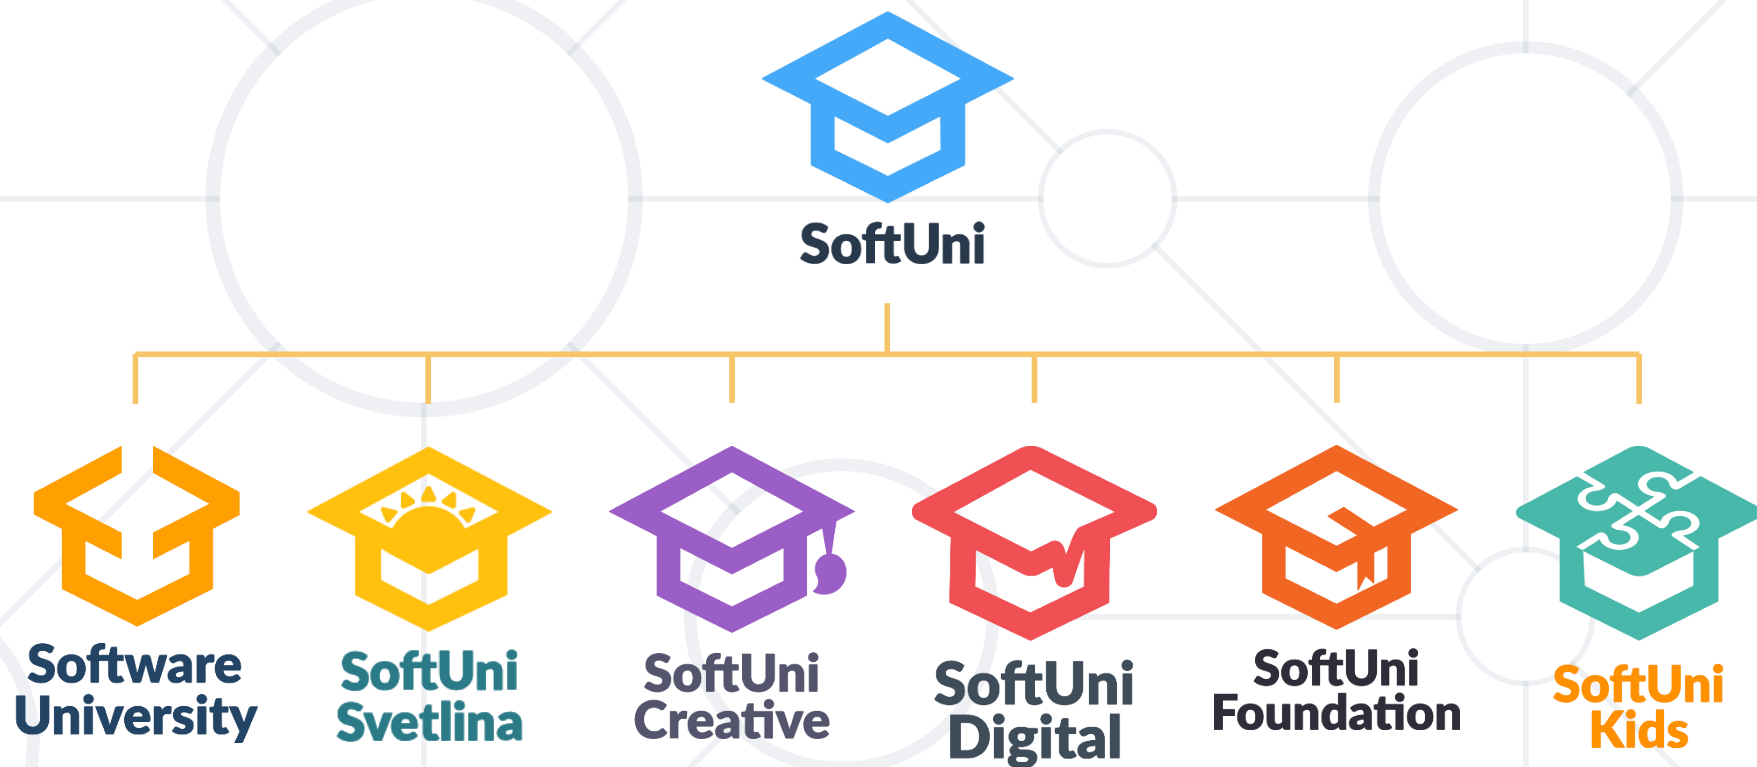 SoftUni
Software
University
SoftUni
Svetlina
SoftUni
Creative
SoftUni
Digital
SoftUni
Foundation
SoftUni
Kids